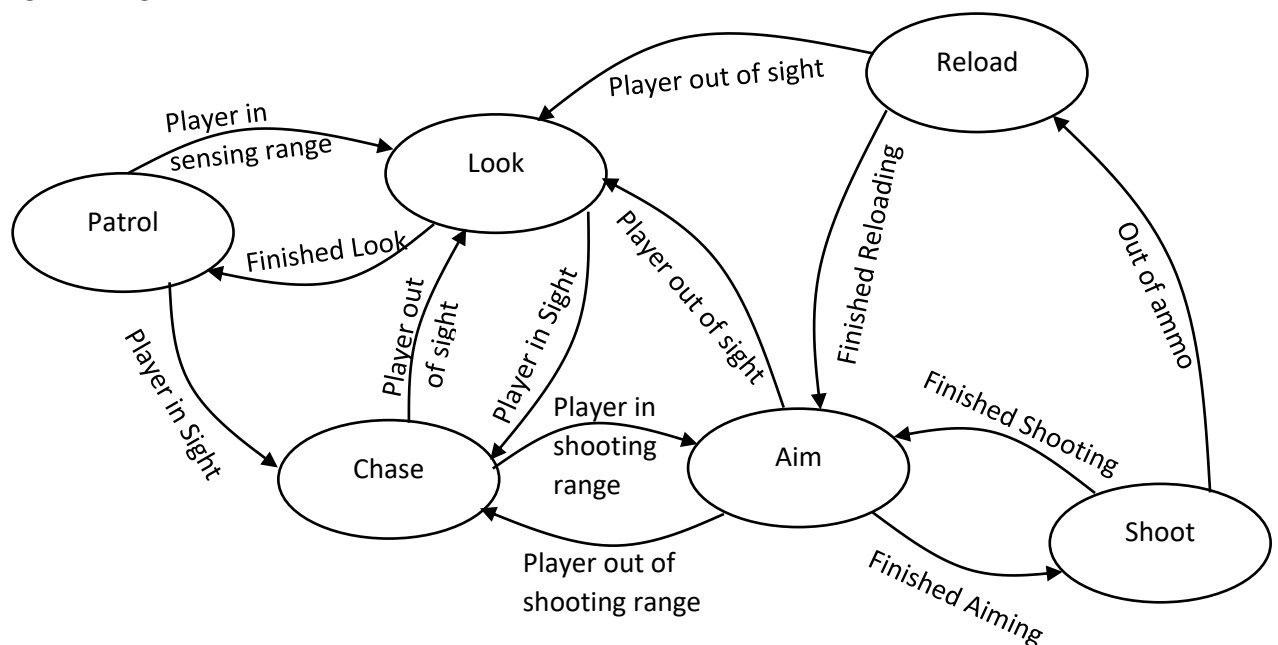 Reload
Player out of sight
Player in
sensing range
Look
Patrol
Finished Look
Player out
of sight
Player in Sight
Player in Sight
Player out of sight
Finished Reloading
Out of ammo
Finished Shooting
Player in
shooting
range
Chase
Aim
Shoot
Player out of
shooting range
Finished Aiming